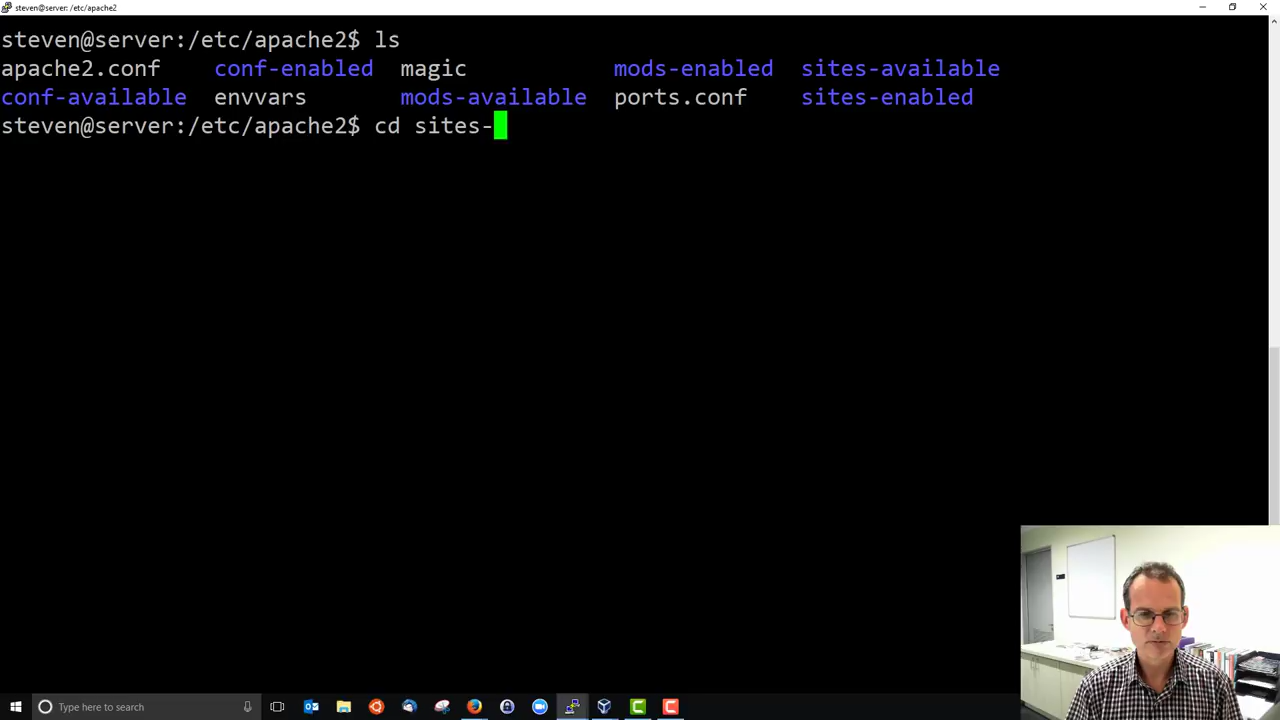 steven@server: /etc/apache2
steven@server:/etc/apache2$ ls
apache2.conf conf-enabled magic mods-enabled sites-available
conf-available envvars mods-available ports.conf sites-enabled
steven@server:/etc/apache2$ cd sites-
Type here to search